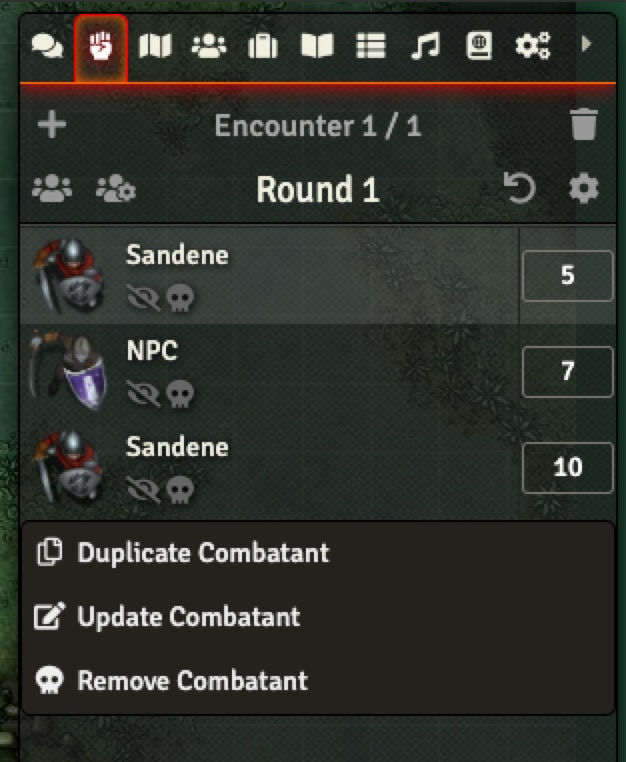 Encounter 1 / 1
Round 1
Sandene
5
NPC
7
Sandene
10
Duplicate Combatant
Update Combatant
Remove Combatant